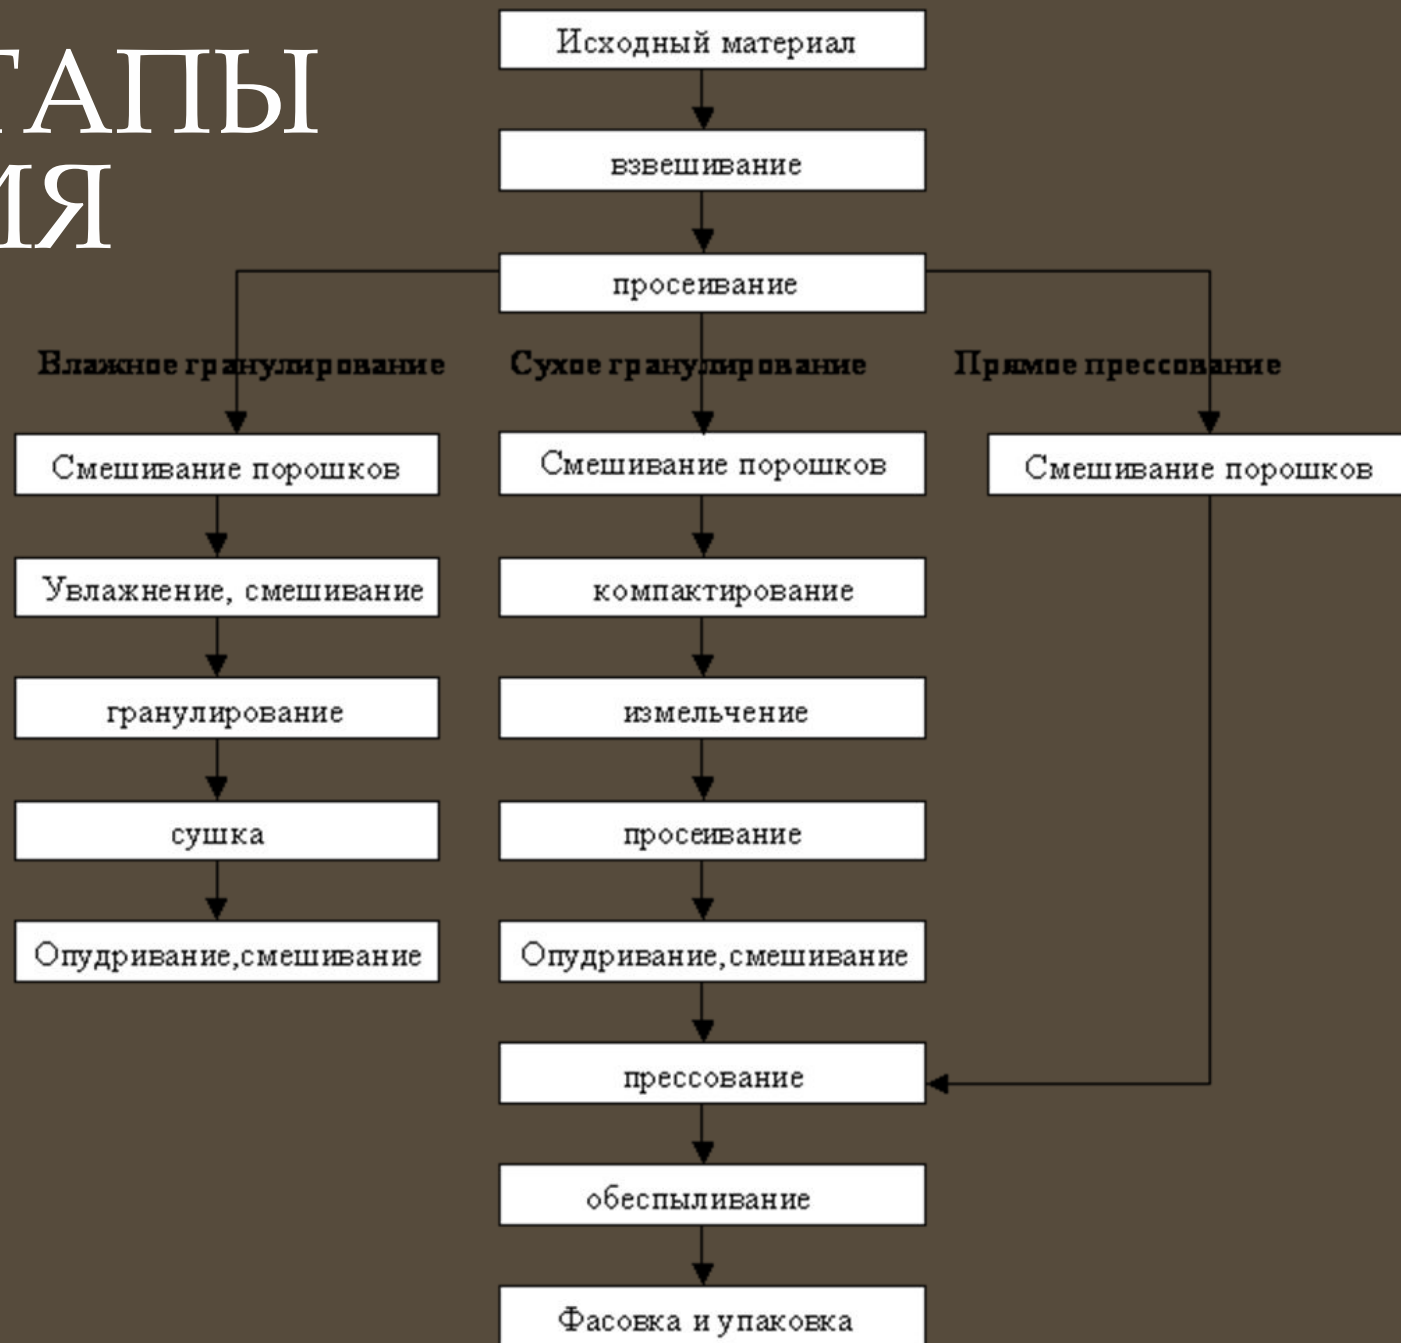 ТАПЫ
ИЯ
Исходный материал
взвешивание
просеивание
Влажное гранулирование
Сухое гранулирование
Прямое прессование
Смешивание порошков
Смешивание порошков
Смешивание порошков
Увлажнение, смешивание
компактирование
гранулирование
измельчение
сушка
просеивание
Опудривание,смешивание
Опудривание,смешивание
прессование
обеспыливание
Фасовка и упаковка